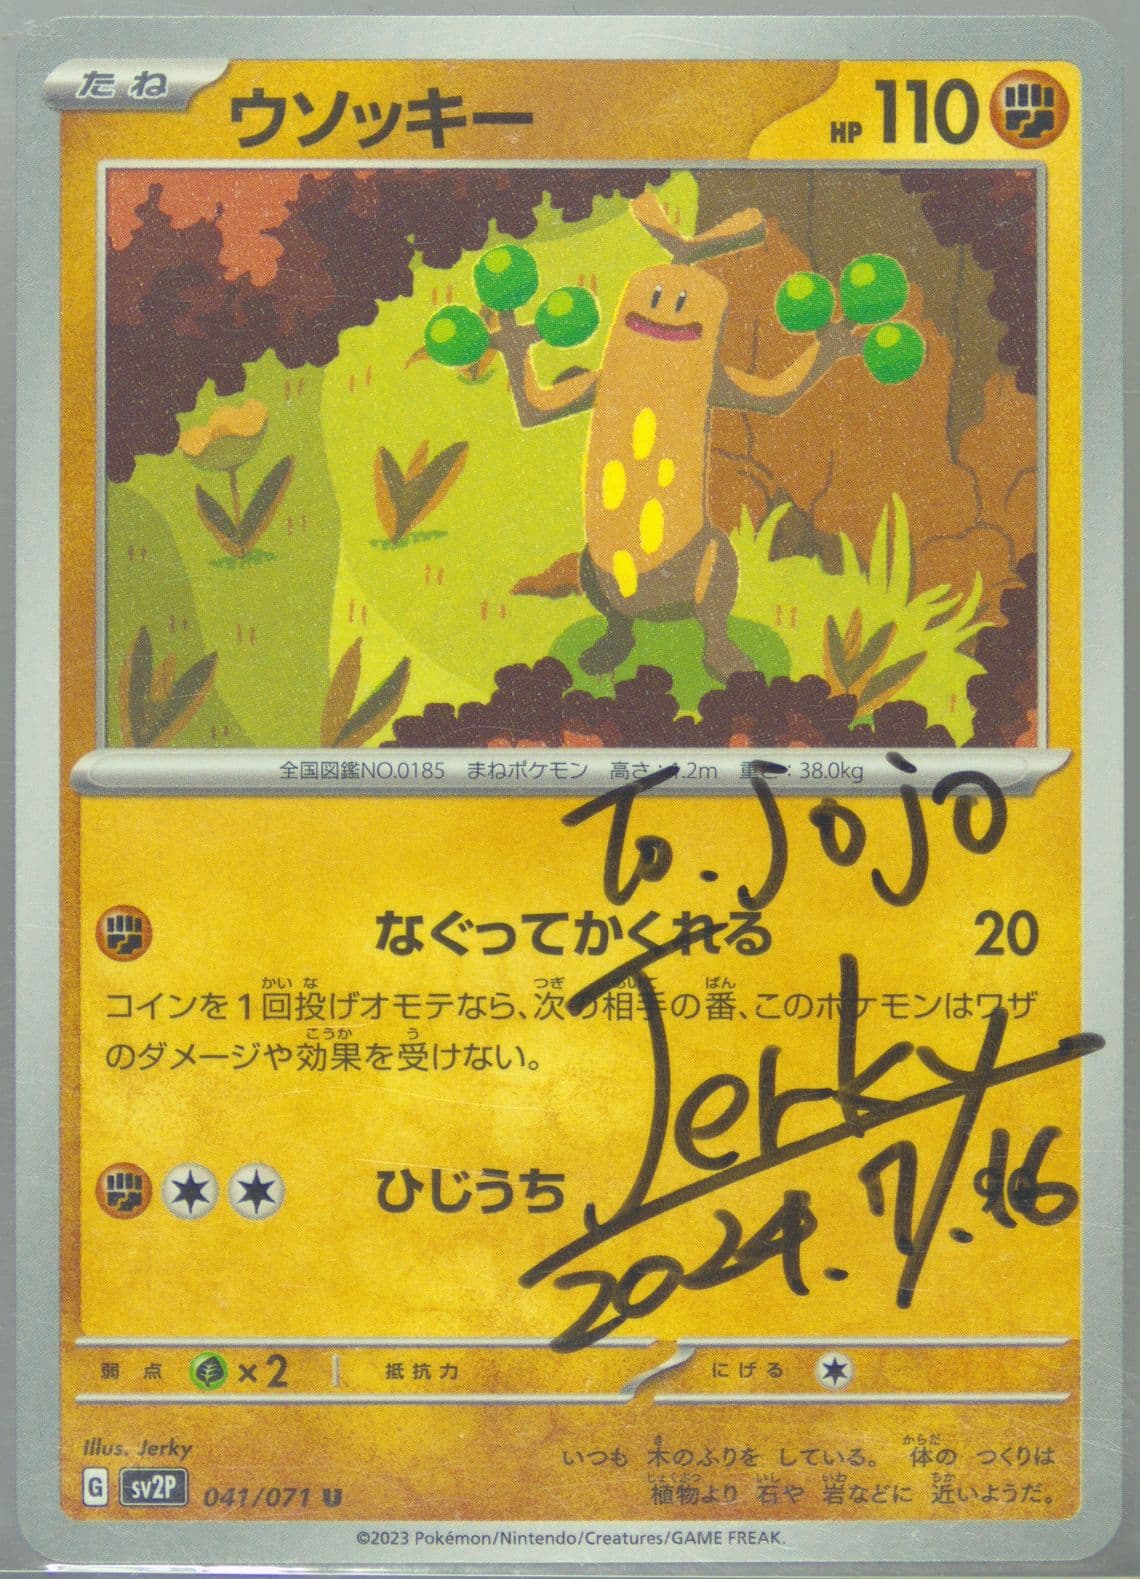 たね
ウソッキー
HP 110
全国図鑑NO.0185 まねポケモン 高さ:1.2m 重さ:38.0kg
To. Jojo
なぐってかくれる 20
コインを1回投げオモテなら、次の相手の番、このポケモンはワザ
のダメージや効果を受けない。
Jerky
ひじうち
2024. 7. 16
弱点 ×2 抵抗力 にげる
Illus. Jerky
G sv2P 041/071 U
いつも 木のふりを している。 体の つくりは
植物より 石や 岩などに 近いようだ。
©2023 Pokémon/Nintendo/Creatures/GAME FREAK.